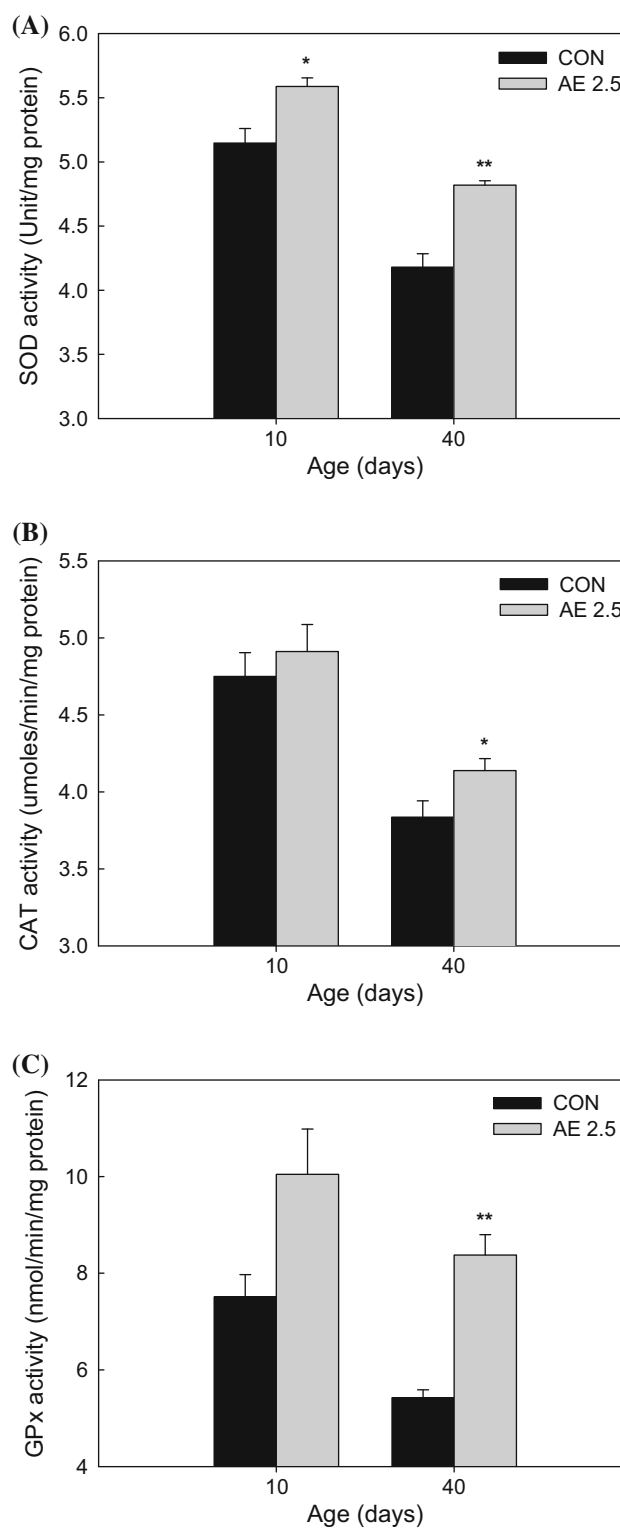 (A)
6.0
5.5
5.0
4.5
4.0
3.5
3.0
SOD activity (Unit/mg protein)
CON
AE 2.5
*
**
10
40
Age (days)
(B)
5.5
5.0
4.5
4.0
3.5
3.0
CAT activity (umoles/min/mg protein)
CON
AE 2.5
*
10
40
Age (days)
(C)
12
10
8
6
4
GPx activity (nmol/min/mg protein)
CON
AE 2.5
**
10
40
Age (days)